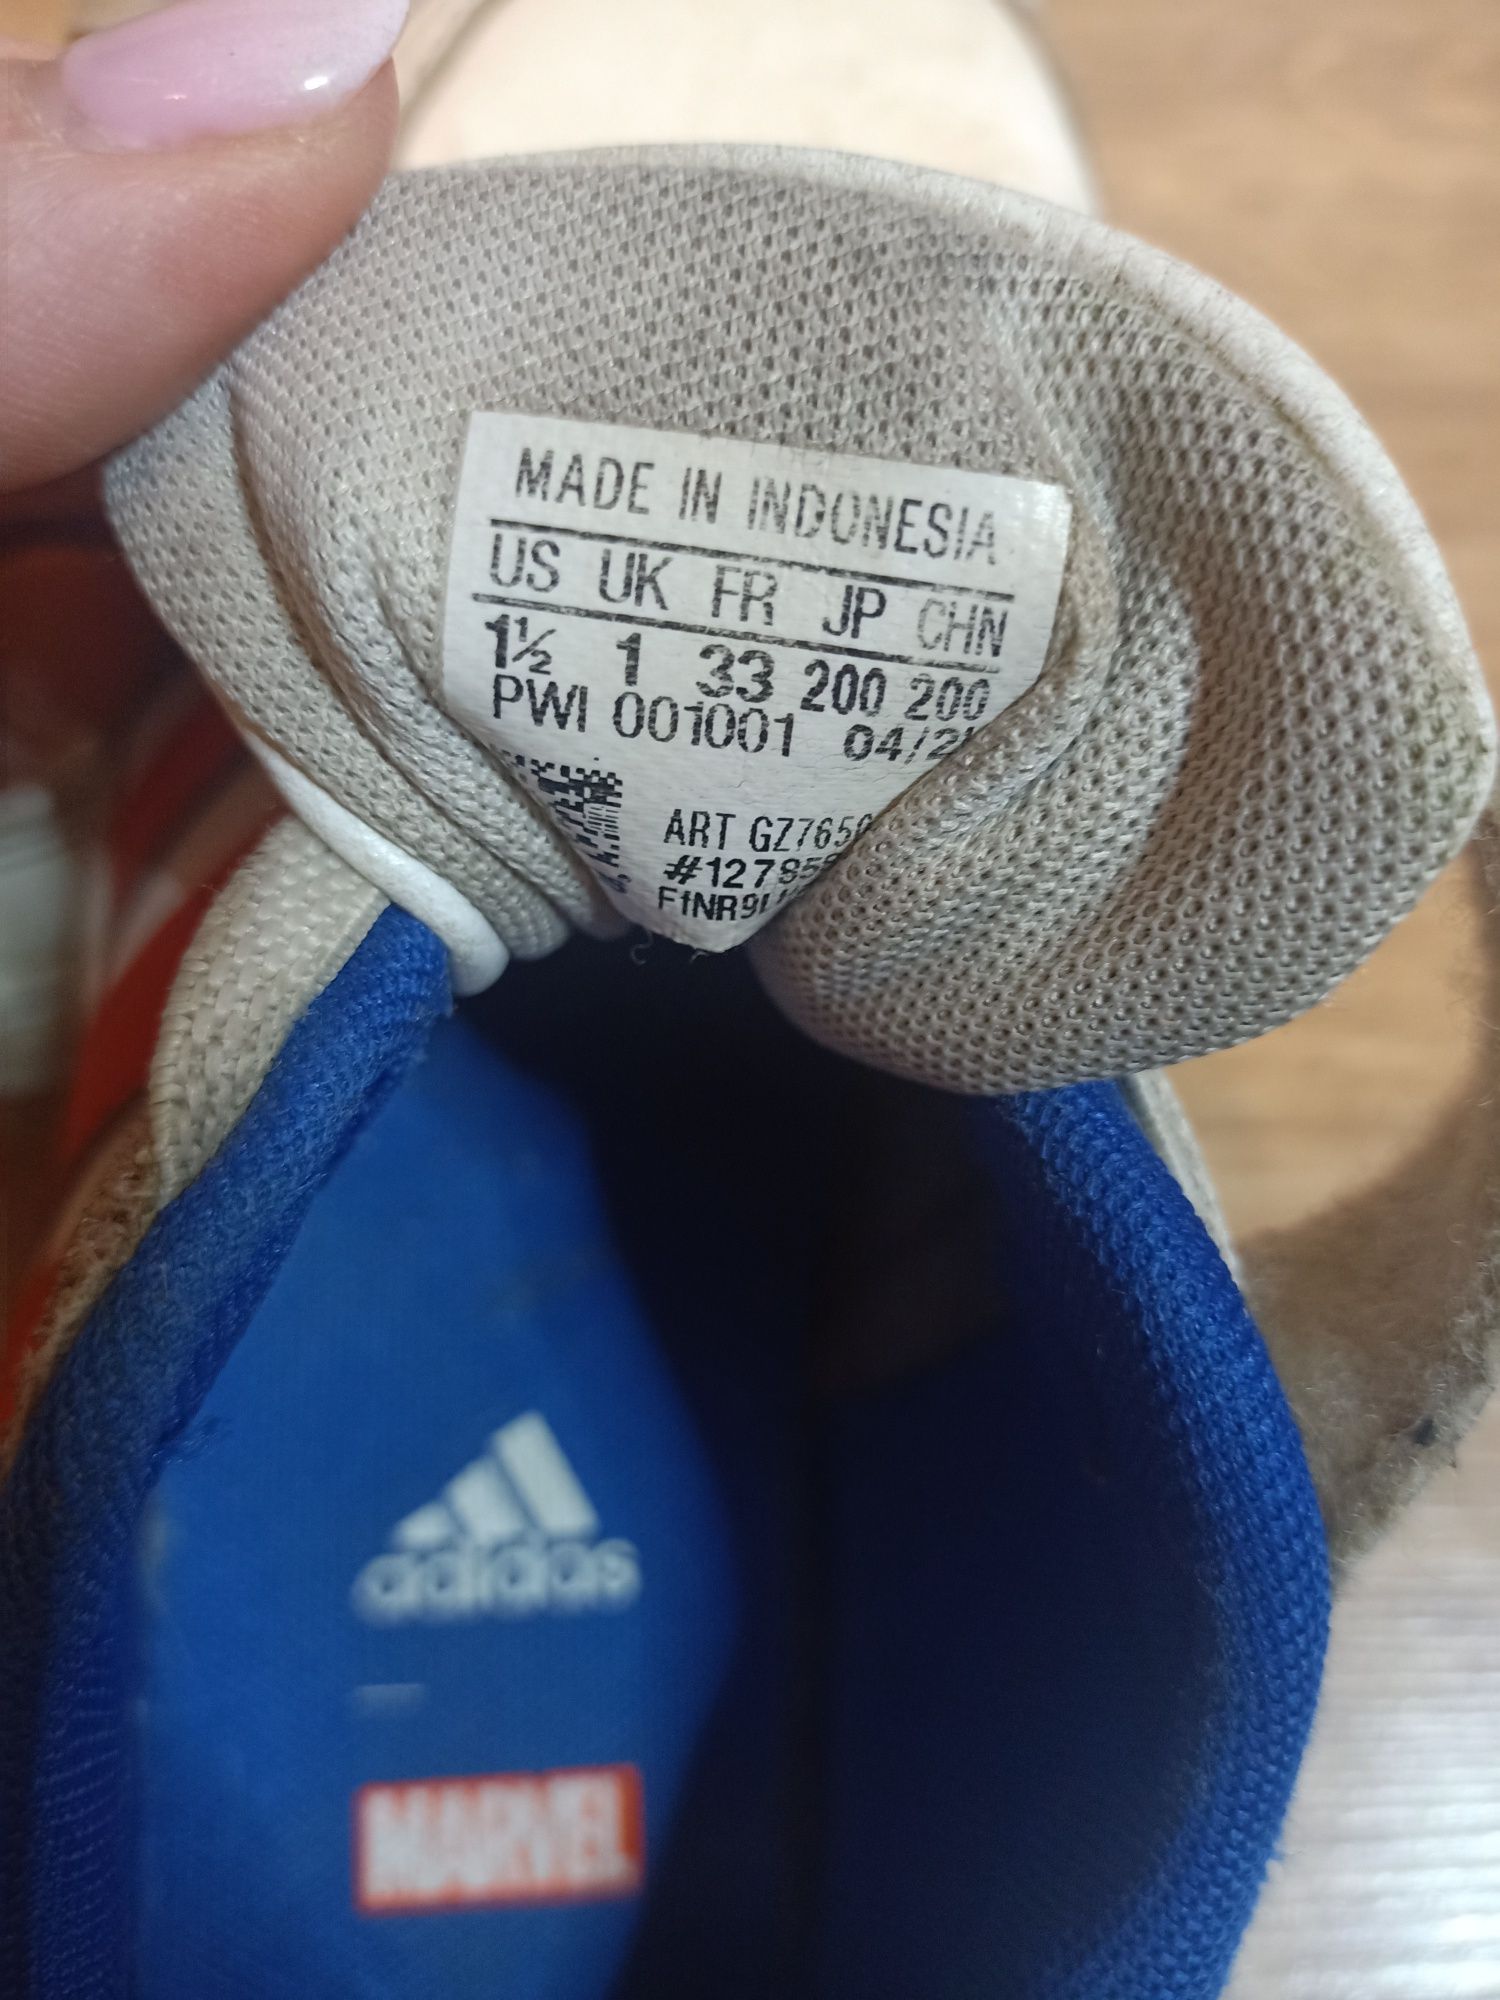 MADE IN INDONESIA
US UK FR JP CHN
1½ 1 33 200 200
PWI 001001
ART
adidas
MARVEL